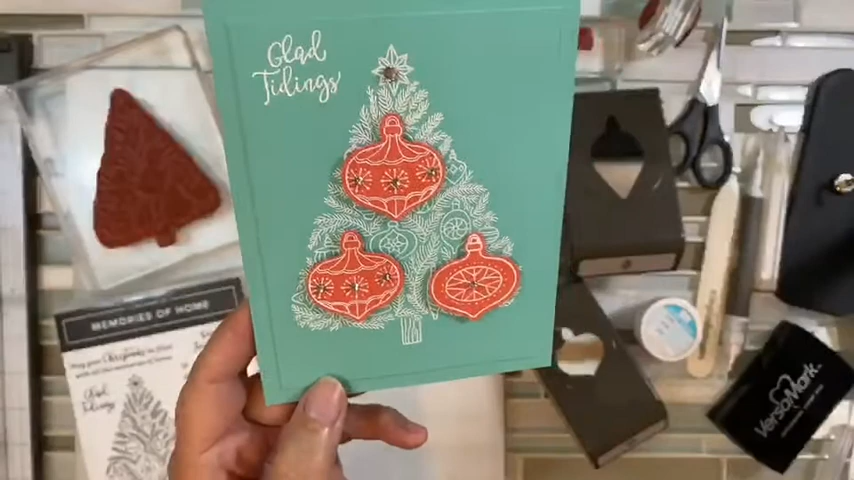 Glad
Tidings
MEMORIES OF HOME
Glad
Tidings
VersaMark